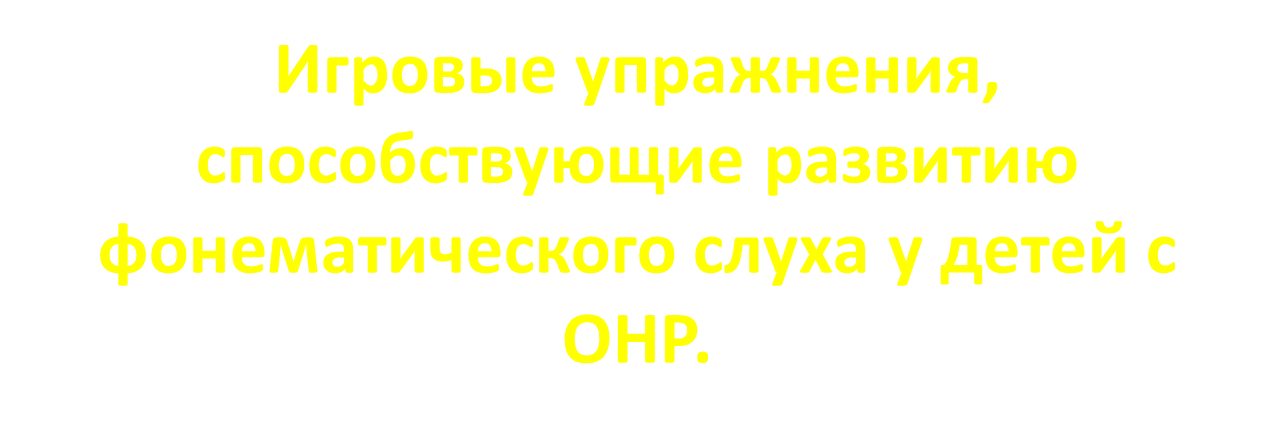 Игровые упражнения,
способствующие развитию
фонематического слуха у детей с
ОНР.